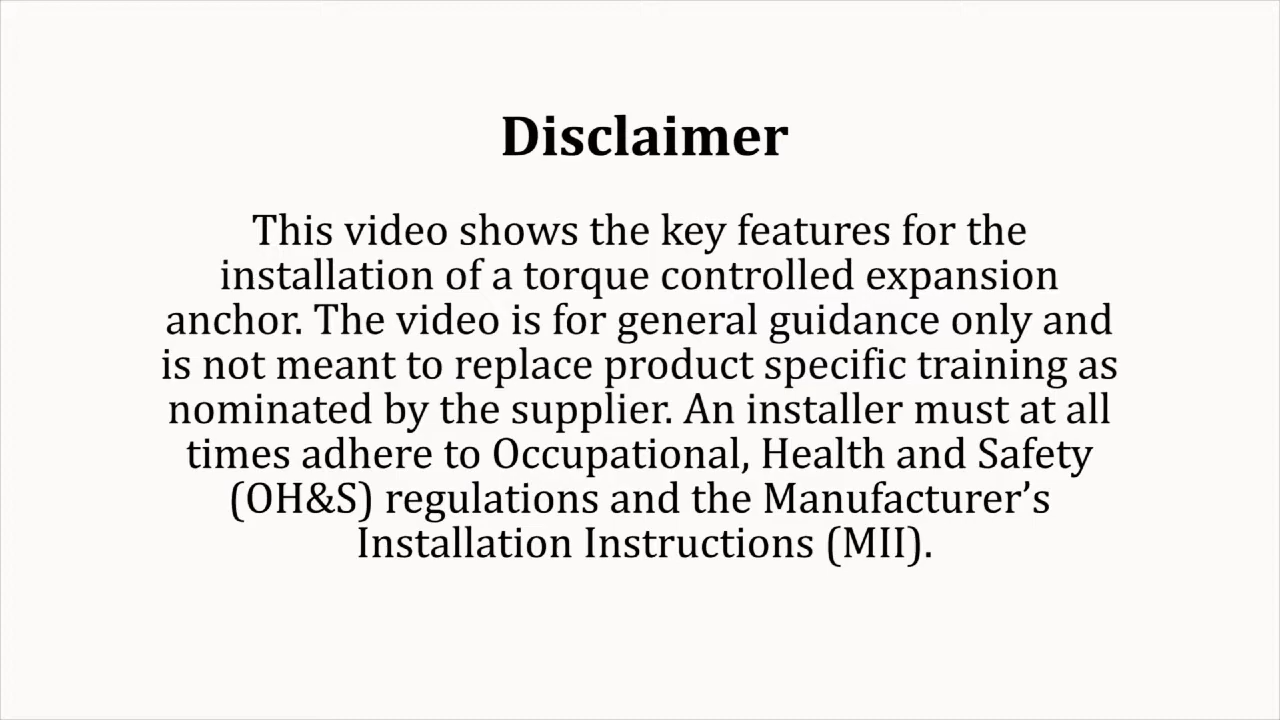 Disclaimer
This video shows the key features for the
installation of a torque controlled expansion
anchor. The video is for general guidance only and
is not meant to replace product specific training as
nominated by the supplier. An installer must at all
times adhere to Occupational, Health and Safety
(OH&S) regulations and the Manufacturer’s
Installation Instructions (MII).